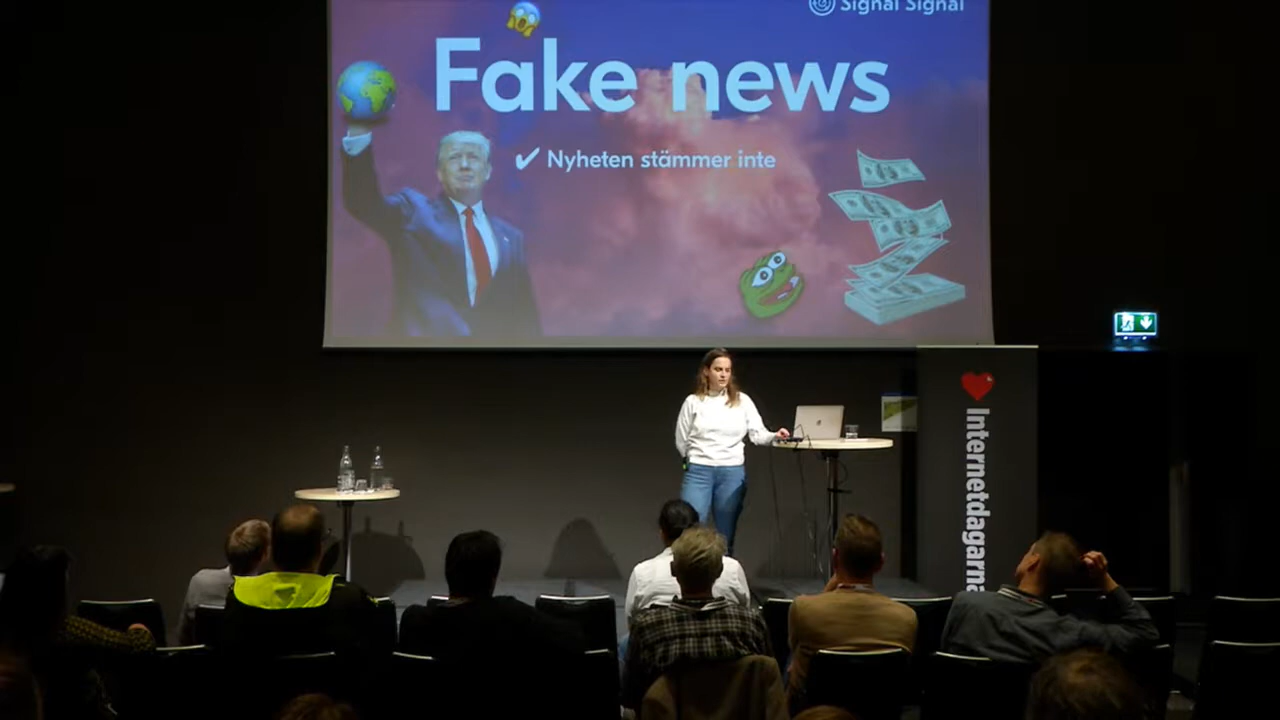 Signal Signal
Fake news
✔ Nyheten stämmer inte
Internetdagarna